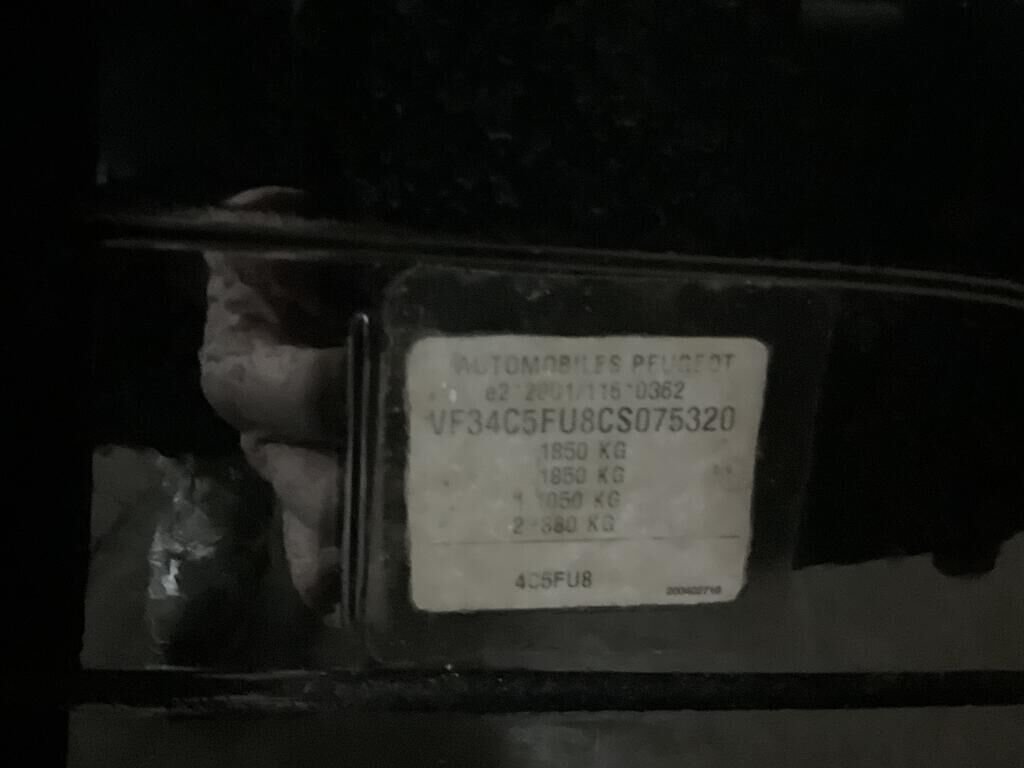 AUTOMOBILES PEUGEOT
e2*2001/116*0362
VF34C5FU8CS075320
1850 KG
1850 KG
1 1050 KG
2 880 KG
4C5FU8